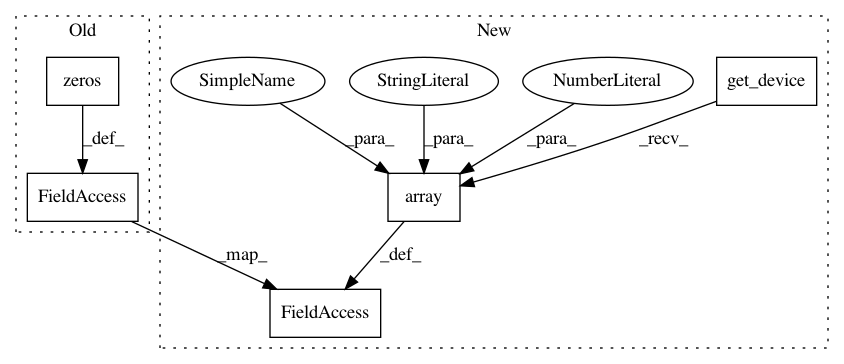 Old
New
zeros
SimpleName
StringLiteral
NumberLiteral
get_device
_def_
_para_
_para_
_para_
_recv_
FieldAccess
array
_map_
_def_
FieldAccess